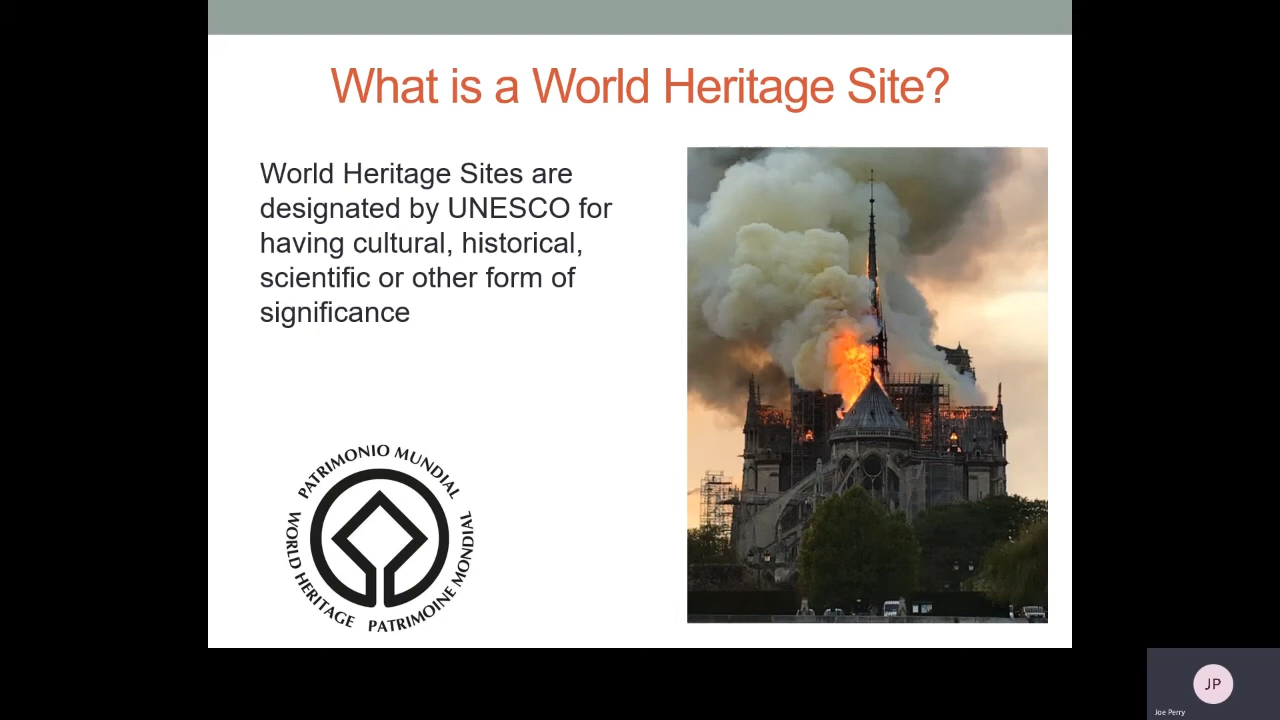 What is a World Heritage Site?
World Heritage Sites are
designated by UNESCO for
having cultural, historical,
scientific or other form of
significance
PATRIMONIO MUNDIAL
WORLD HERITAGE
PATRIMOINE MONDIAL
JP
Joe Perry